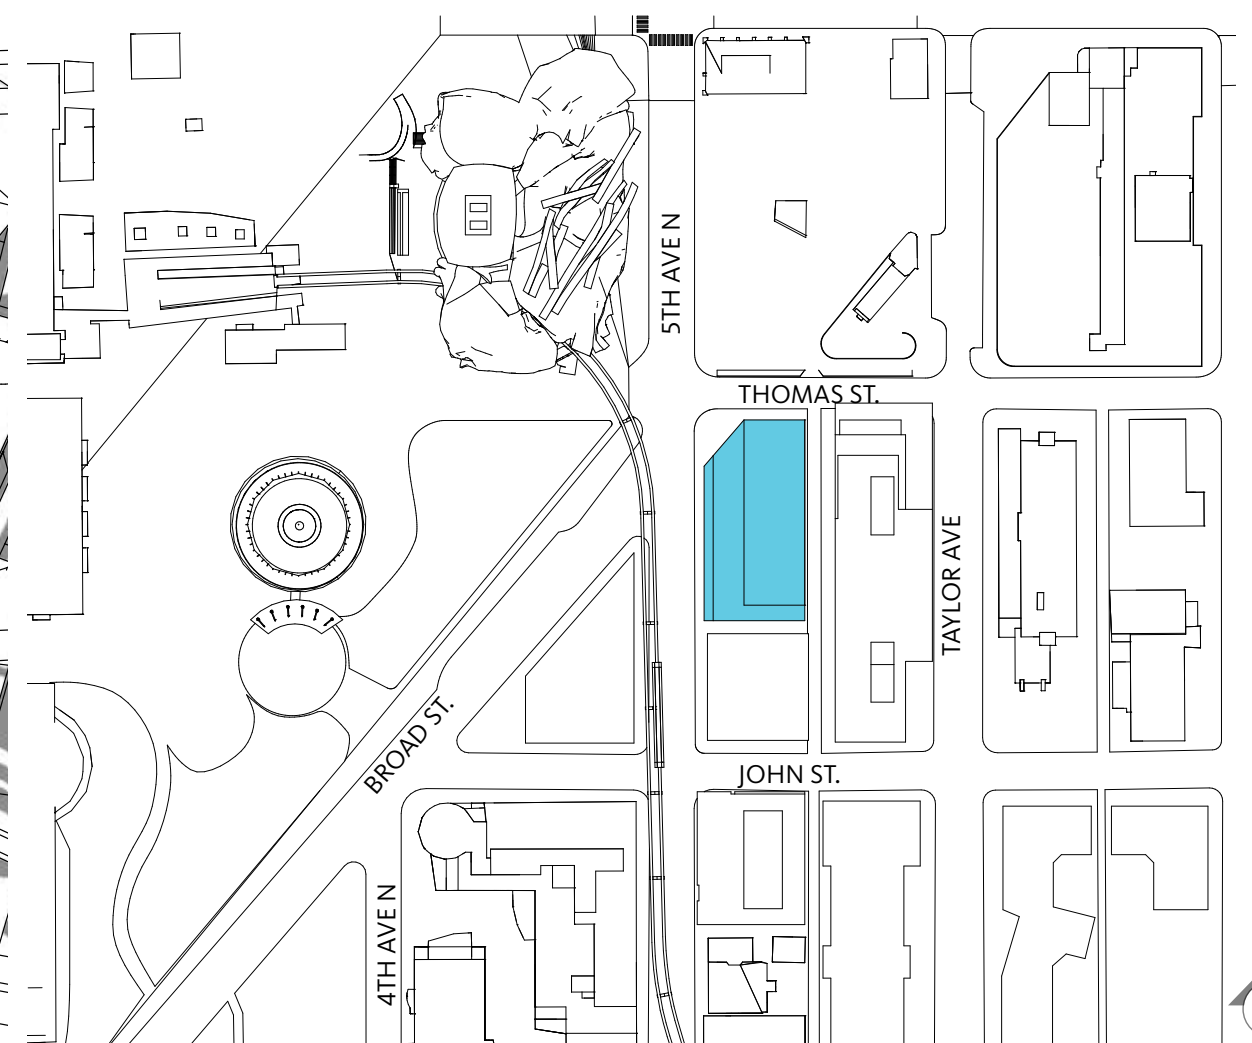 5TH AVE N
THOMAS ST.
TAYLOR AVE
BROAD ST.
JOHN ST.
4TH AVE N